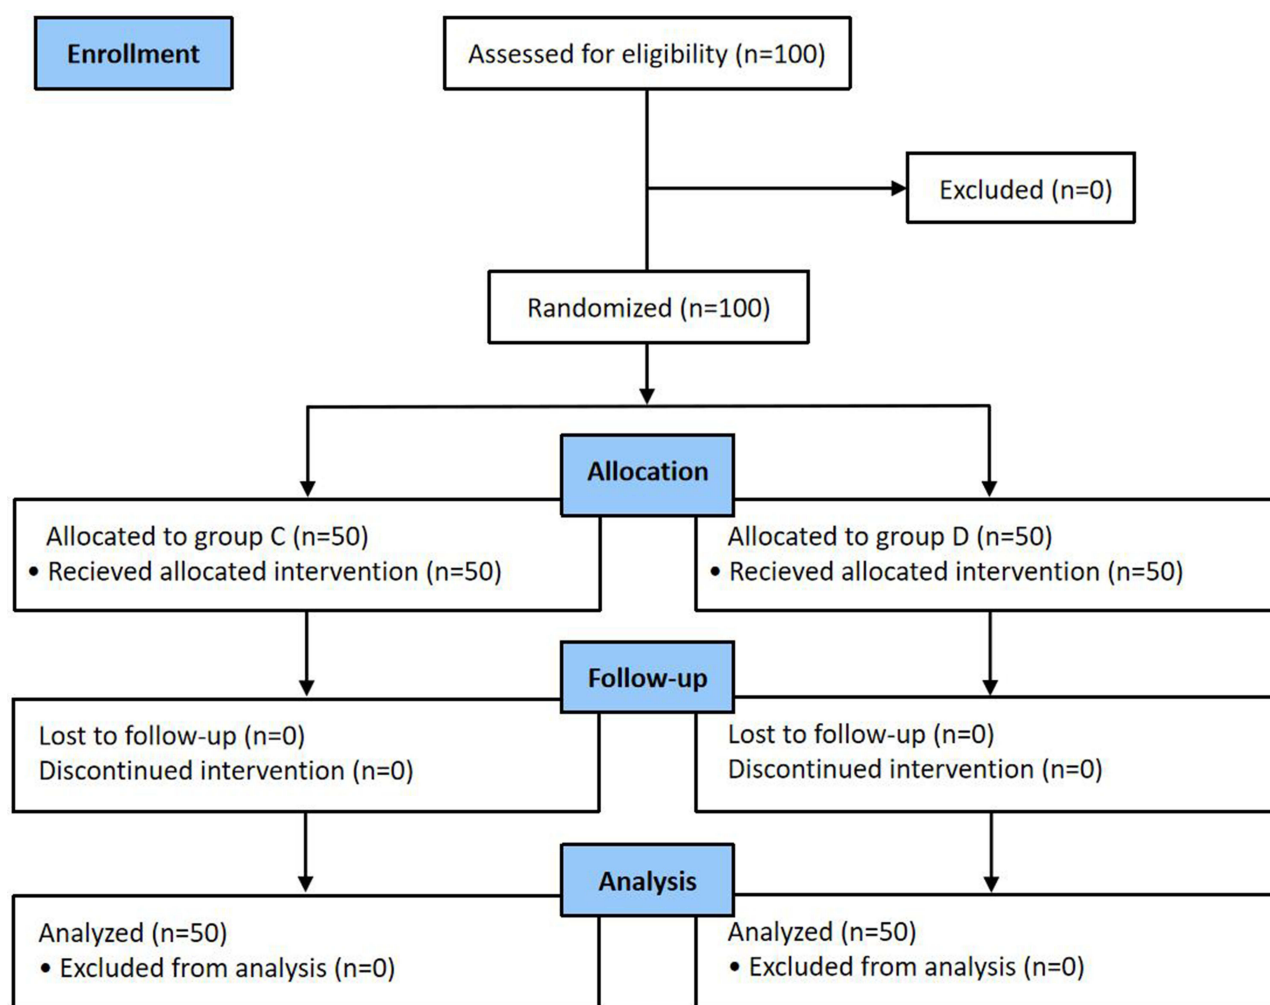 Enrollment
Assessed for eligibility (n=100)
Excluded (n=0)
Randomized (n=100)
Allocation
Allocated to group C (n=50)
• Recieved allocated intervention (n=50)
Allocated to group D (n=50)
• Recieved allocated intervention (n=50)
Follow-up
Lost to follow-up (n=0)
Discontinued intervention (n=0)
Lost to follow-up (n=0)
Discontinued intervention (n=0)
Analysis
Analyzed (n=50)
• Excluded from analysis (n=0)
Analyzed (n=50)
• Excluded from analysis (n=0)